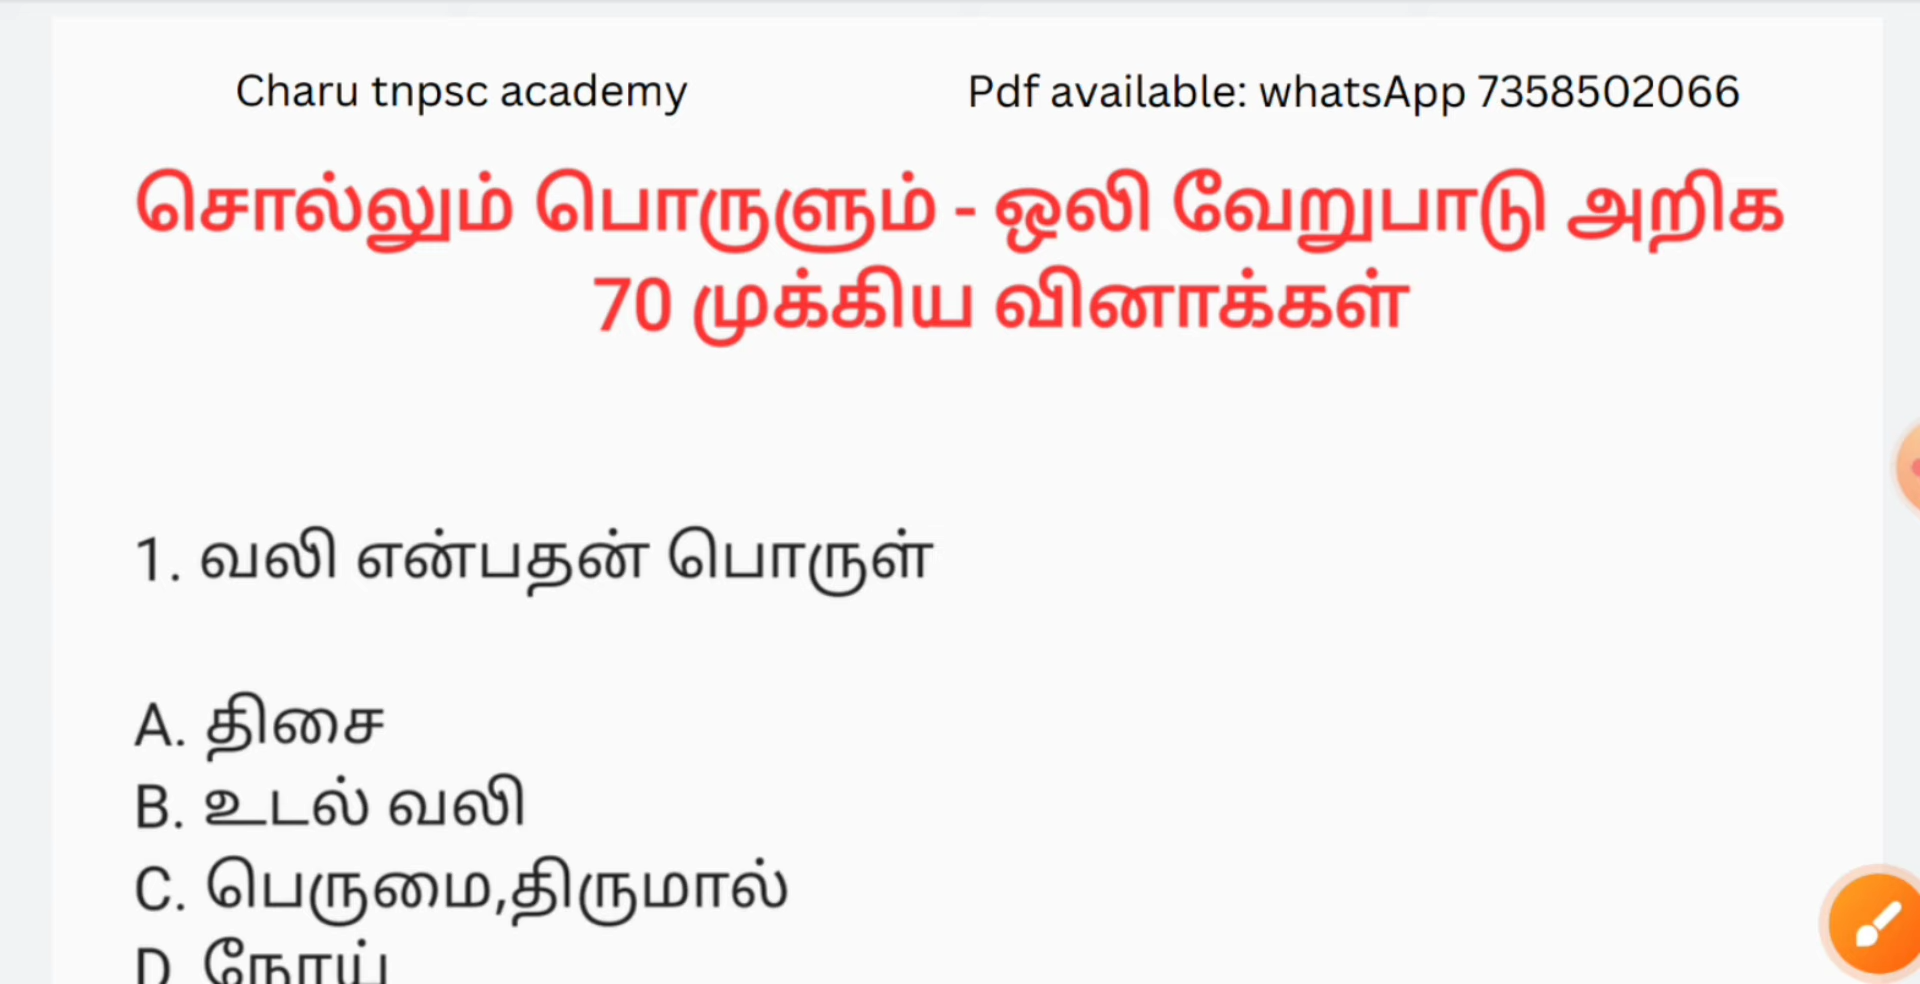 Charu tnpsc academy
Pdf available: whatsApp 7358502066
சொல்லும் பொருளும் - ஒலி வேறுபாடு அறிக
70 முக்கிய வினாக்கள்
1. வலி என்பதன் பொருள்
A. திசை
B. உடல் வலி
C. பெருமை,திருமால்
D நோய்